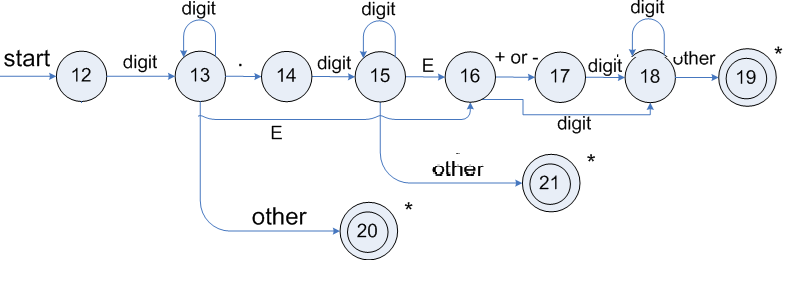 digit digit digit
start digit . digit E + or - digit other *
12 13 14 15 16 17 18 19
E digit
other *
21
other *
20